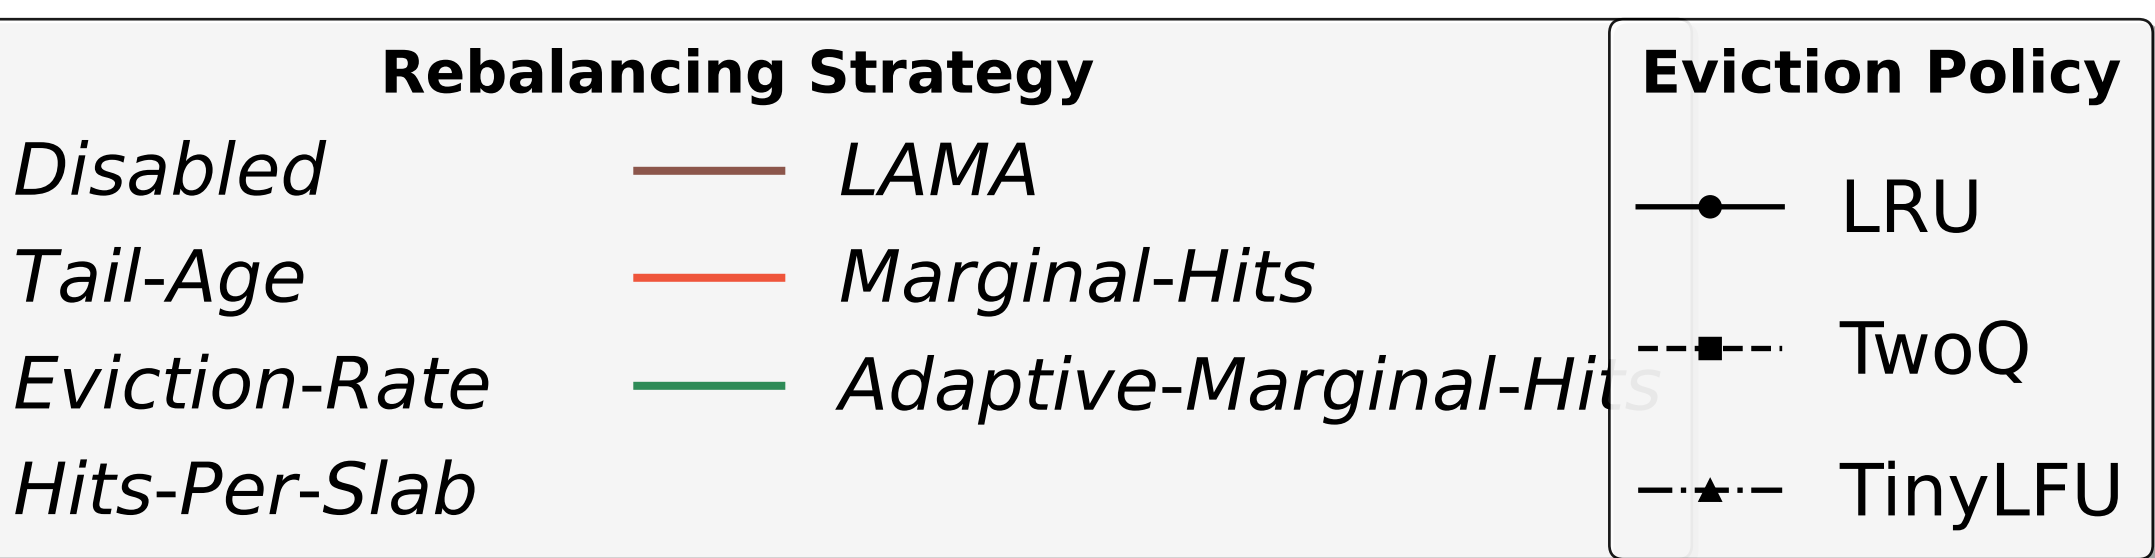 Rebalancing Strategy
Disabled
Tail-Age
Eviction-Rate
Hits-Per-Slab
LAMA
Marginal-Hits
Adaptive-Marginal-Hits
Eviction Policy
LRU
TwoQ
TinyLFU